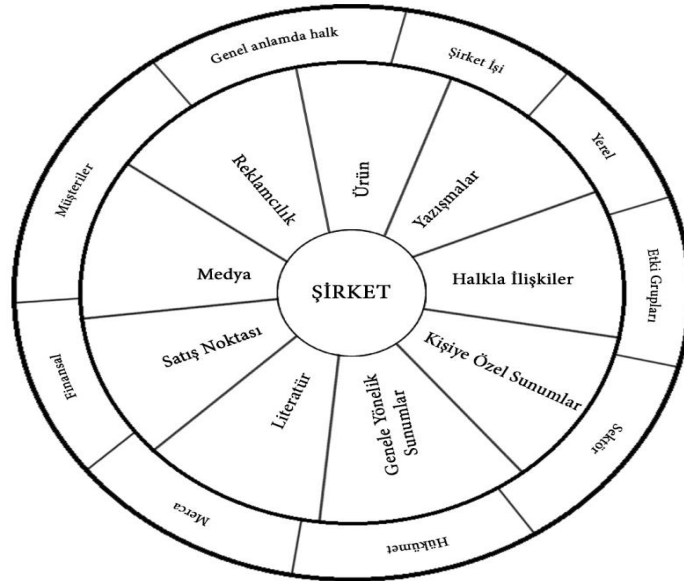 Genel anlamda halk
Şirket İşi
Yerel
Etki Grupları
Sektör
Hükümet
Merca
Finansal
Müşteriler
Reklamcılık
Ürün
Yazışmalar
Halkla İlişkiler
Kişiye Özel Sunumlar
Genele Yönelik
Sunumlar
Literatür
Satış Noktası
Medya
ŞİRKET